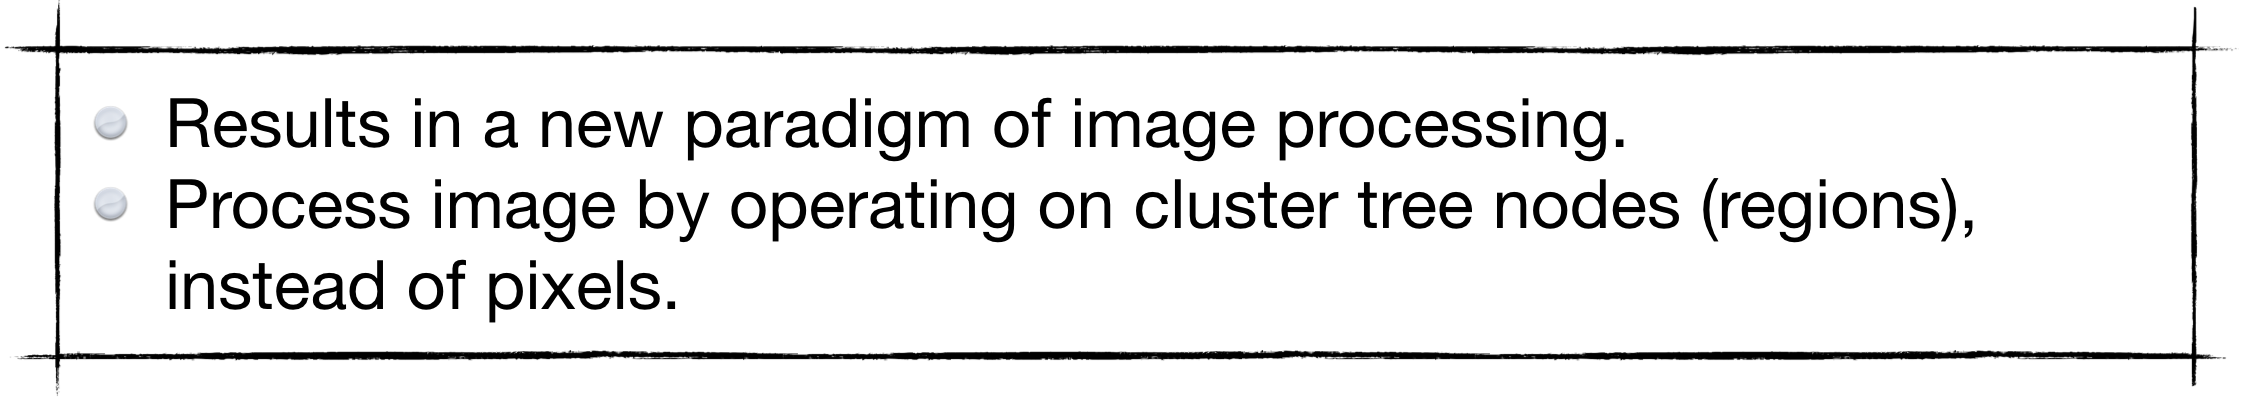 Results in a new paradigm of image processing.
Process image by operating on cluster tree nodes (regions),
instead of pixels.